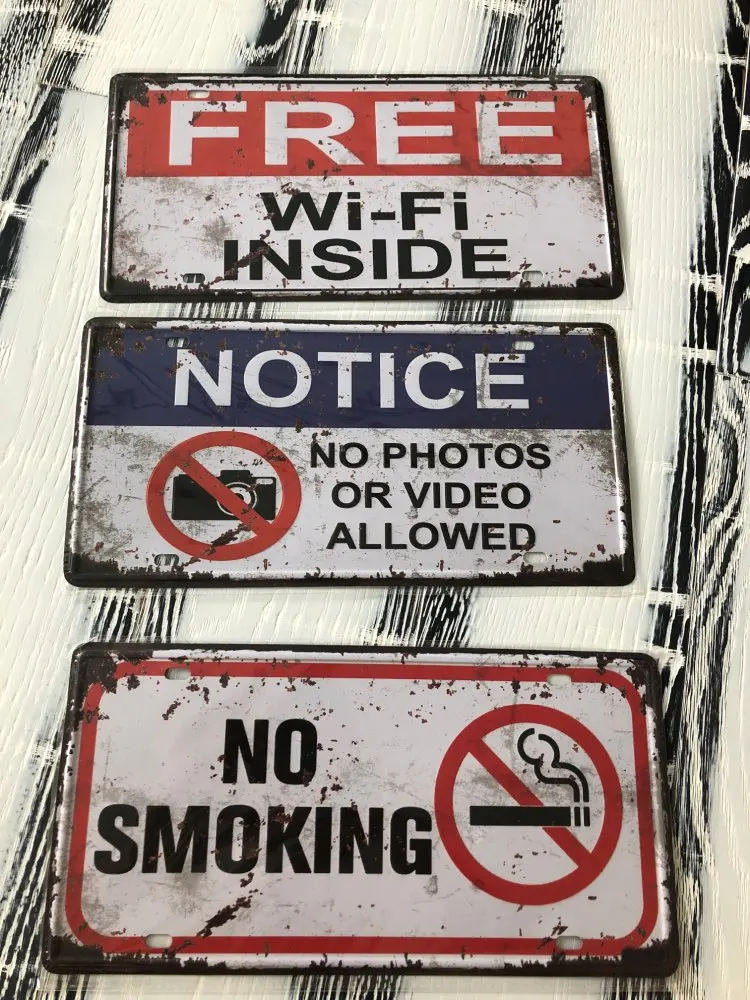 FREE
Wi-Fi
INSIDE
NOTICE
NO PHOTOS
OR VIDEO
ALLOWED
NO
SMOKING